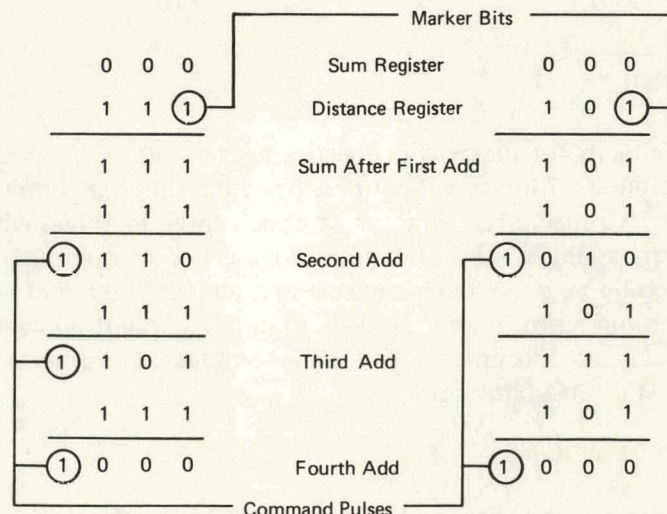 Marker Bits
0 0 0 Sum Register 0 0 0
1 1 1 Distance Register 1 0 1
1 1 1 Sum After First Add 1 0 1
1 1 1 1 0 1
1 1 1 0 Second Add 1 0 1 0
1 1 1 1 0 1
1 1 0 1 Third Add 1 1 1
1 1 1 1 0 1
1 1 0 0 Fourth Add 1 1 0 0
Command Pulses